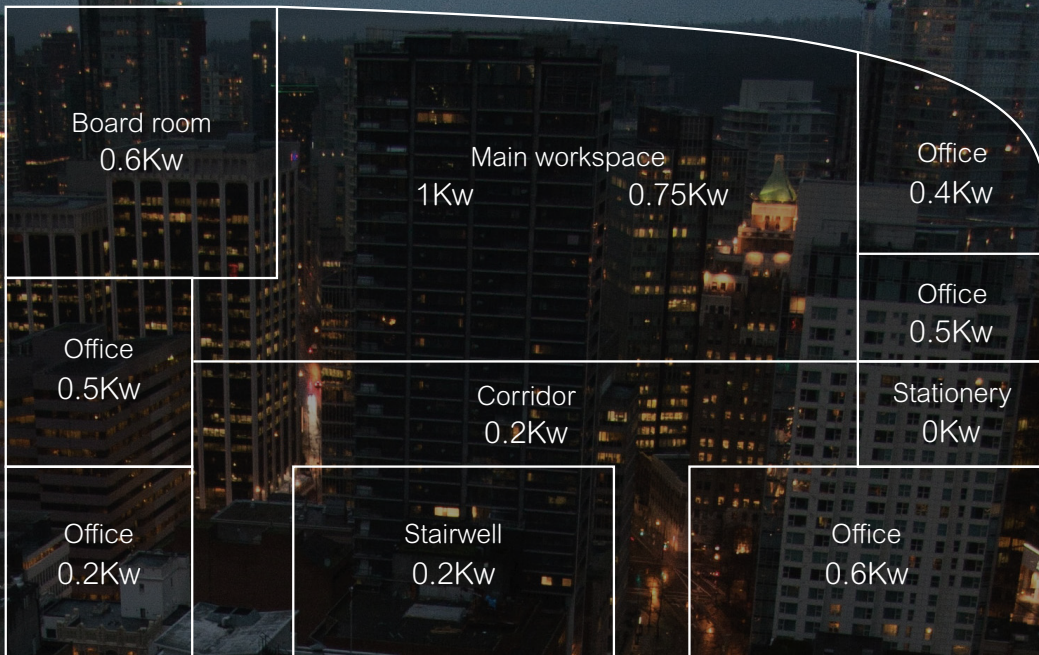 Board room
0.6Kw
Main workspace
1Kw 0.75Kw
Office
0.4Kw
Office
0.5Kw
Office
0.5Kw
Corridor
0.2Kw
Stationery
0Kw
Office
0.2Kw
Stairwell
0.2Kw
Office
0.6Kw